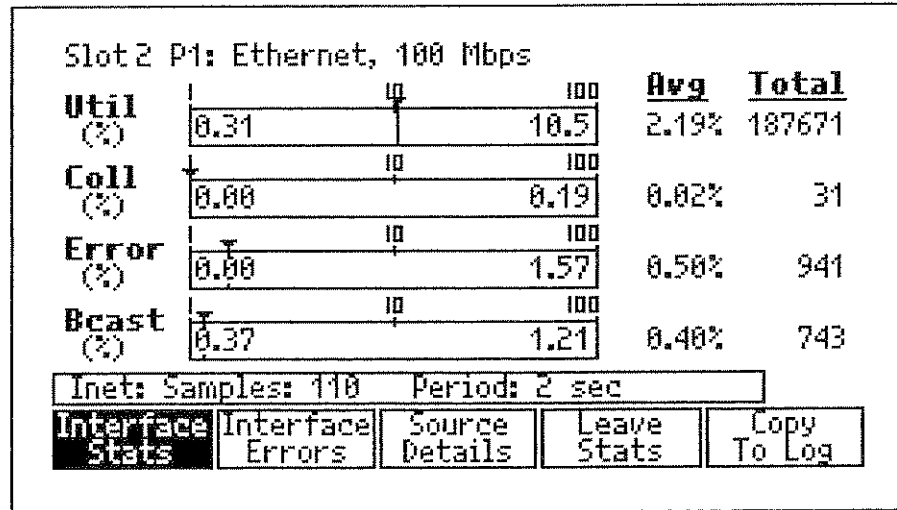 Slot 2 P1: Ethernet, 100 Mbps
Avg Total
Util (%) 1 10 100 0.31 10.5 2.19% 187671
Coll (%) 1 10 100 0.00 0.19 0.02% 31
Error (%) 1 10 100 0.00 1.57 0.50% 941
Bcast (%) 1 10 100 0.37 1.21 0.40% 743
Inet: Samples: 110 Period: 2 sec
Interface Stats
Interface Errors
Source Details
Leave Stats
Copy To Log